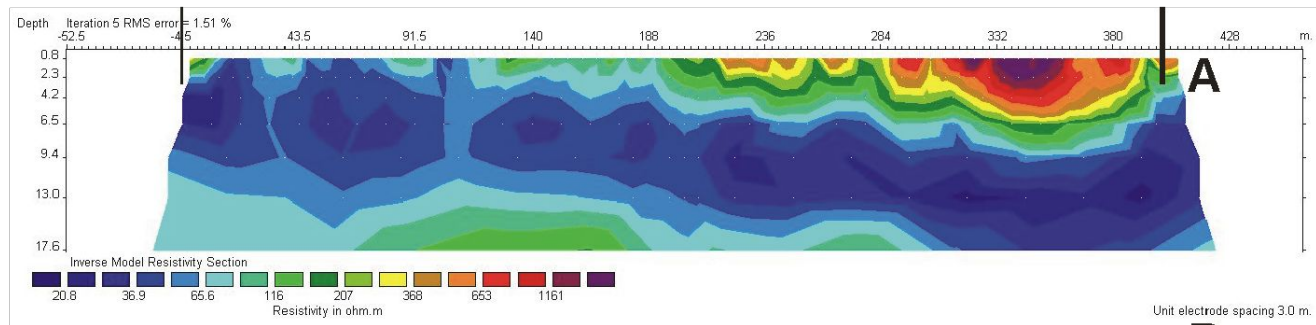 Depth Iteration 5 RMS error = 1.51 %
-52.5 -4.5 43.5 91.5 140 188 236 284 332 380 428 m.
0.8
2.3
4.2
6.5
9.4
13.0
17.6
A
Inverse Model Resistivity Section
20.8 36.9 65.6 116 207 368 653 1161
Resistivity in ohm.m
Unit electrode spacing 3.0 m.